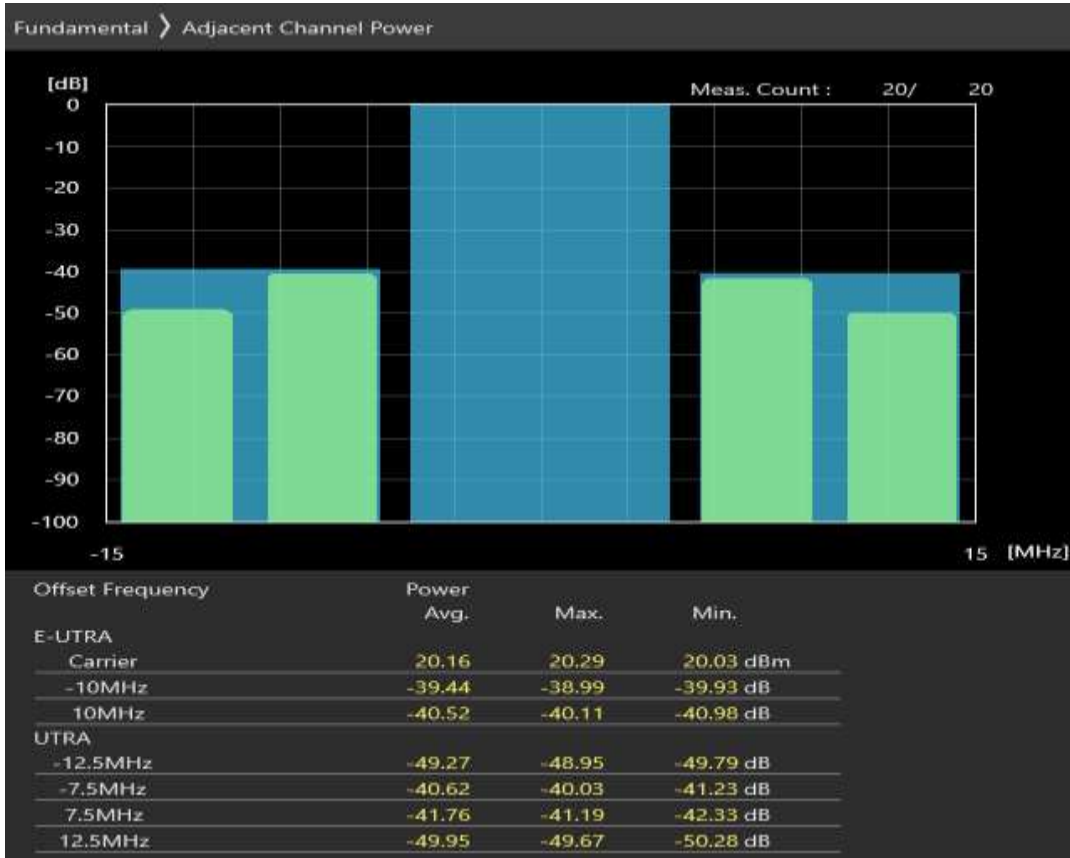 Fundamental 〉 Adjacent Channel Power
[dB]
Meas. Count : 20/ 20
0
-10
-20
-30
-40
-50
-60
-70
-80
-90
-100
-15 15 [MHz]
Offset Frequency Power
Avg. Max. Min.
E-UTRA
Carrier 20.16 20.29 20.03 dBm
-10MHz -39.44 -38.99 -39.93 dB
10MHz -40.52 -40.11 -40.98 dB
UTRA
-12.5MHz -49.27 -48.95 -49.79 dB
-7.5MHz -40.62 -40.03 -41.23 dB
7.5MHz -41.76 -41.19 -42.33 dB
12.5MHz -49.95 -49.67 -50.28 dB